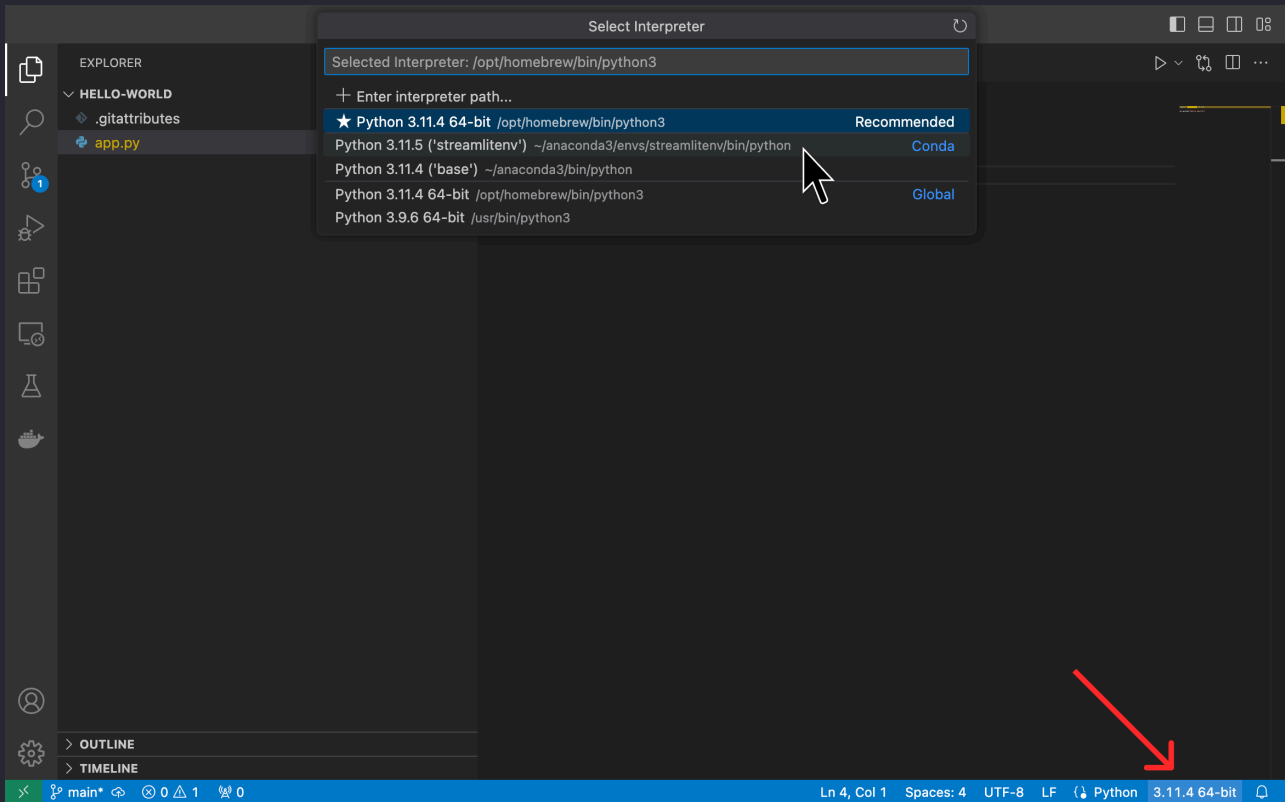 Select Interpreter
EXPLORER
Selected Interpreter: /opt/homebrew/bin/python3
HELLO-WORLD
Enter interpreter path...
.gitattributes
Python 3.11.4 64-bit /opt/homebrew/bin/python3 Recommended
app.py
Python 3.11.5 ('streamlitenv') ~/anaconda3/envs/streamlitenv/bin/python Conda
Python 3.11.4 ('base') ~/anaconda3/bin/python
1
Python 3.11.4 64-bit /opt/homebrew/bin/python3 Global
Python 3.9.6 64-bit /usr/bin/python3
OUTLINE
TIMELINE
main* 0 1 0 Ln 4, Col 1 Spaces: 4 UTF-8 LF Python 3.11.4 64-bit